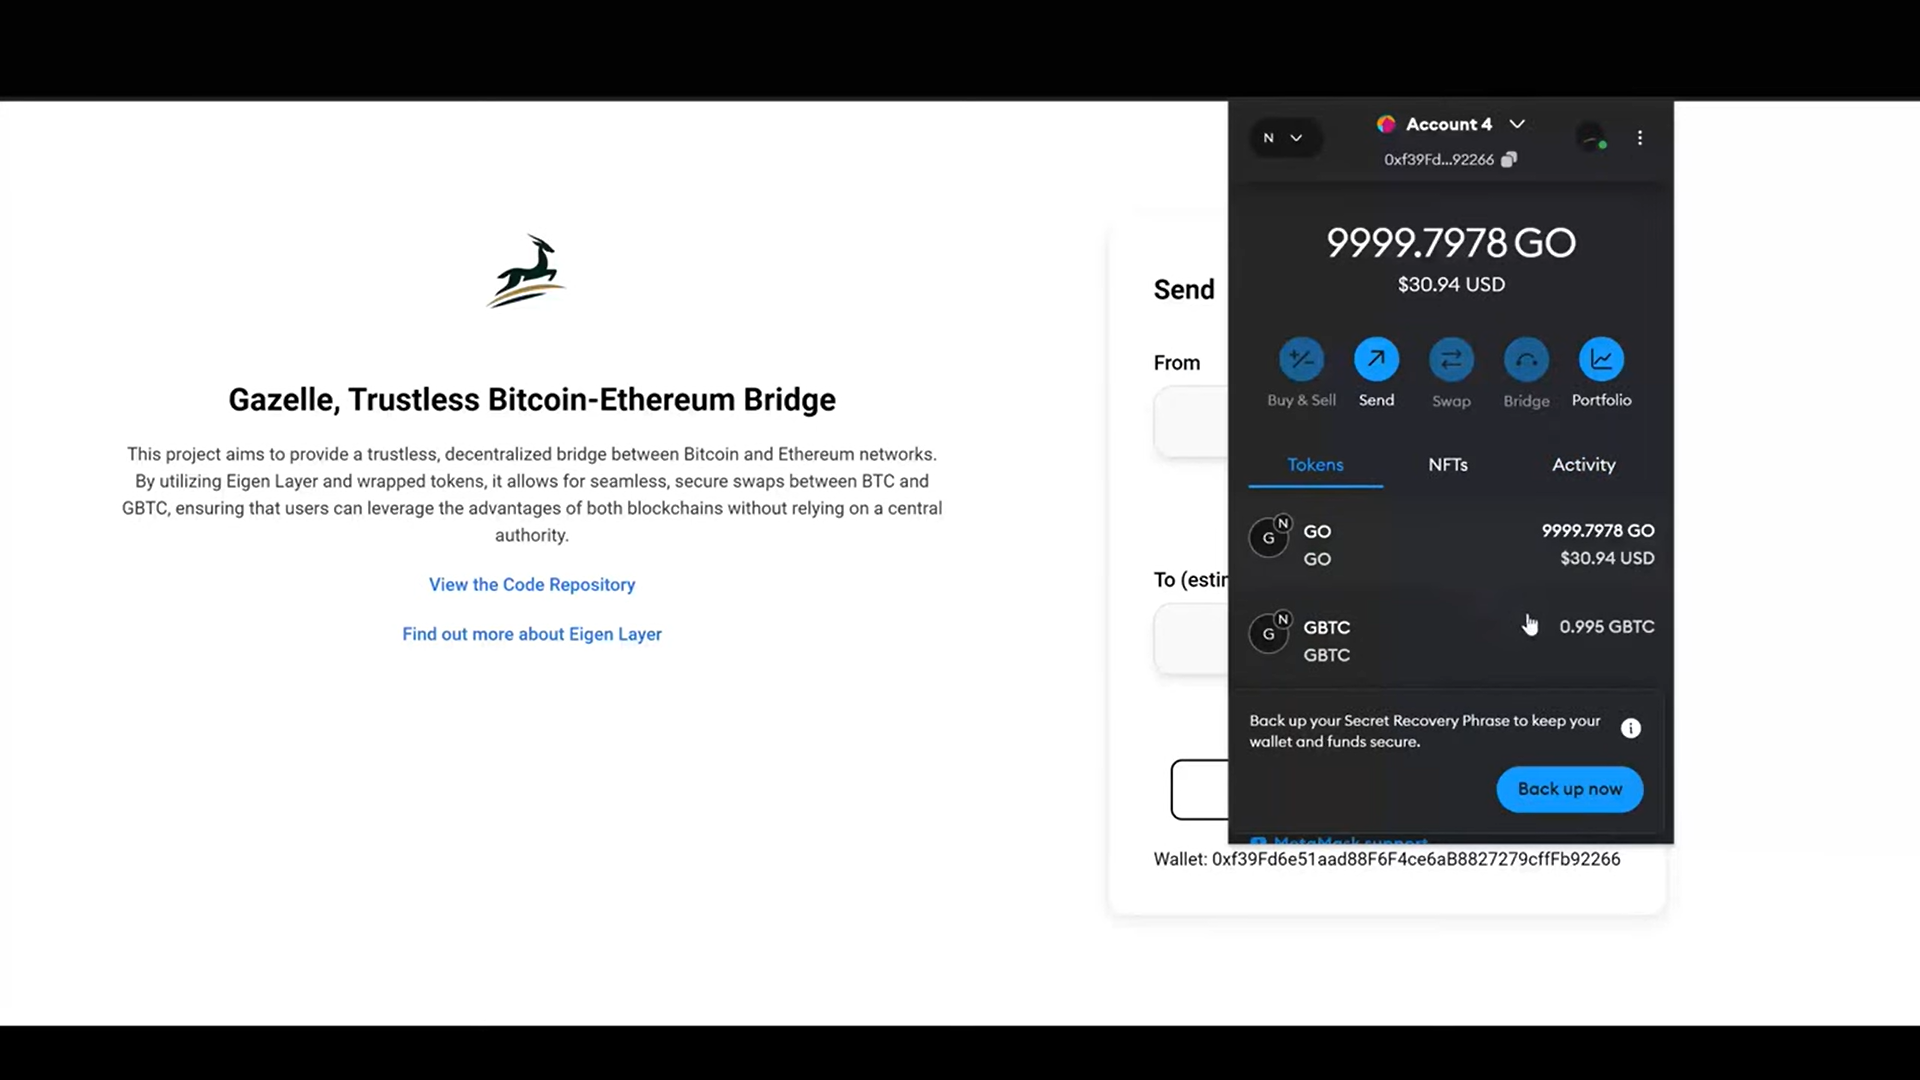 Gazelle, Trustless Bitcoin-Ethereum Bridge
This project aims to provide a trustless, decentralized bridge between Bitcoin and Ethereum networks.
By utilizing Eigen Layer and wrapped tokens, it allows for seamless, secure swaps between BTC and
GBTC, ensuring that users can leverage the advantages of both blockchains without relying on a central
authority.
View the Code Repository
Find out more about Eigen Layer
Send
From
To (estir
Wallet: 0xf39Fd6e51aad88F6F4ce6aB8827279cffFb92266
N
Account 4
0xf39Fd...92266
9999.7978 GO
$30.94 USD
Buy & Sell
Send
Swap
Bridge
Portfolio
Tokens
NFTs
Activity
G
N
GO
9999.7978 GO
GO
$30.94 USD
G
N
GBTC
0.995 GBTC
GBTC
Back up your Secret Recovery Phrase to keep your
wallet and funds secure.
Back up now
MetaMask support